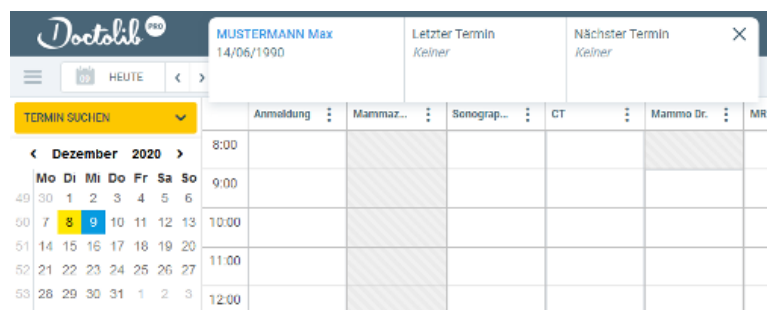 Doctolib PRO
MUSTERMANN Max
14/06/1990
Letzter Termin
Keiner
Nächster Termin
Keiner
09 HEUTE
TERMIN SUCHEN
Anmeldung Mammaz... Sonograp... CT Mammo Dr. MR
Dezember 2020
Mo Di Mi Do Fr Sa So
49 30 1 2 3 4 5 6
50 7 8 9 10 11 12 13
51 14 15 16 17 18 19 20
52 21 22 23 24 25 26 27
53 28 29 30 31 1 2 3
8:00
9:00
10:00
11:00
12:00